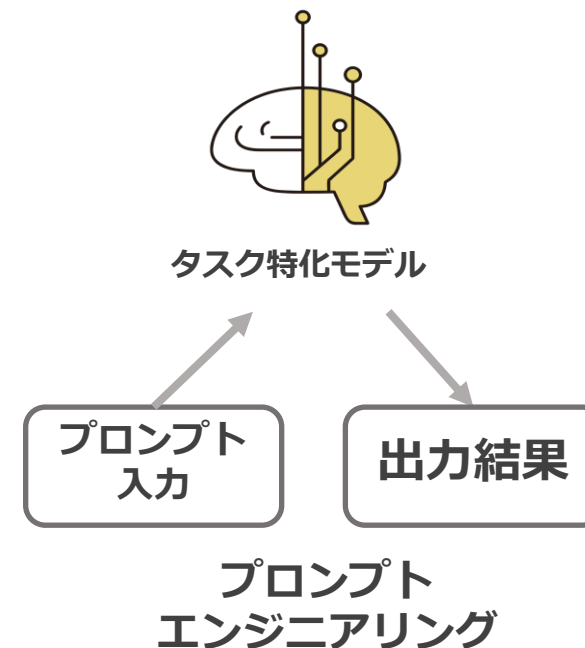 タスク特化モデル
プロンプト
入力
出力結果
プロンプト
エンジニアリング